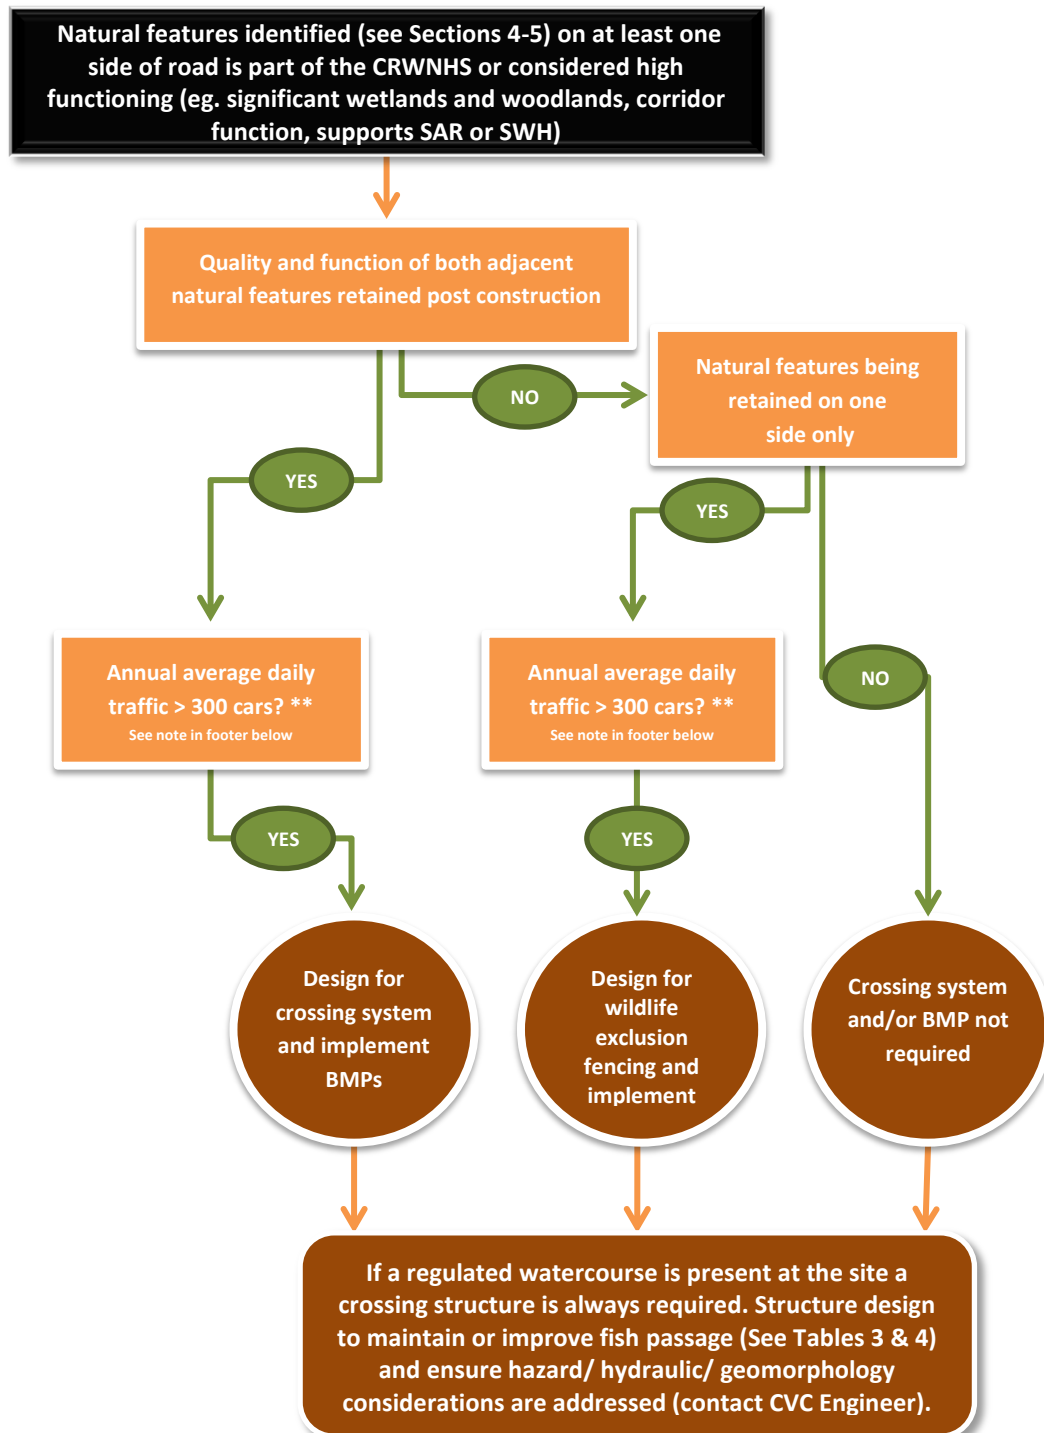 Natural features identified (see Sections 4-5) on at least one
side of road is part of the CRWNHS or considered high
functioning (eg. significant wetlands and woodlands, corridor
function, supports SAR or SWH)
Quality and function of both adjacent
natural features retained post construction
NO
Natural features being
retained on one
side only
YES
YES
NO
Annual average daily
traffic > 300 cars? **
See note in footer below
Annual average daily
traffic > 300 cars? **
See note in footer below
YES
YES
Design for
crossing system
and implement
BMPs
Design for
wildlife
exclusion
fencing and
implement
Crossing system
and/or BMP not
required
If a regulated watercourse is present at the site a
crossing structure is always required. Structure design
to maintain or improve fish passage (See Tables 3 & 4)
and ensure hazard/ hydraulic/ geomorphology
considerations are addressed (contact CVC Engineer).